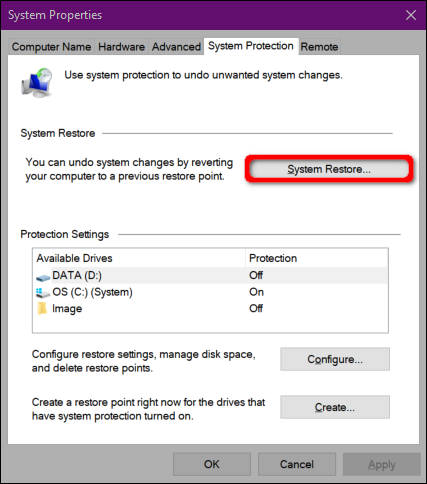 System Properties
Computer Name Hardware Advanced System Protection Remote
Use system protection to undo unwanted system changes.
System Restore
You can undo system changes by reverting
your computer to a previous restore point.
System Restore...
Protection Settings
Available Drives Protection
DATA (D:) Off
OS (C:) (System) On
Image Off
Configure restore settings, manage disk space,
and delete restore points.
Configure...
Create a restore point right now for the drives that
have system protection turned on.
Create...
OK Cancel Apply